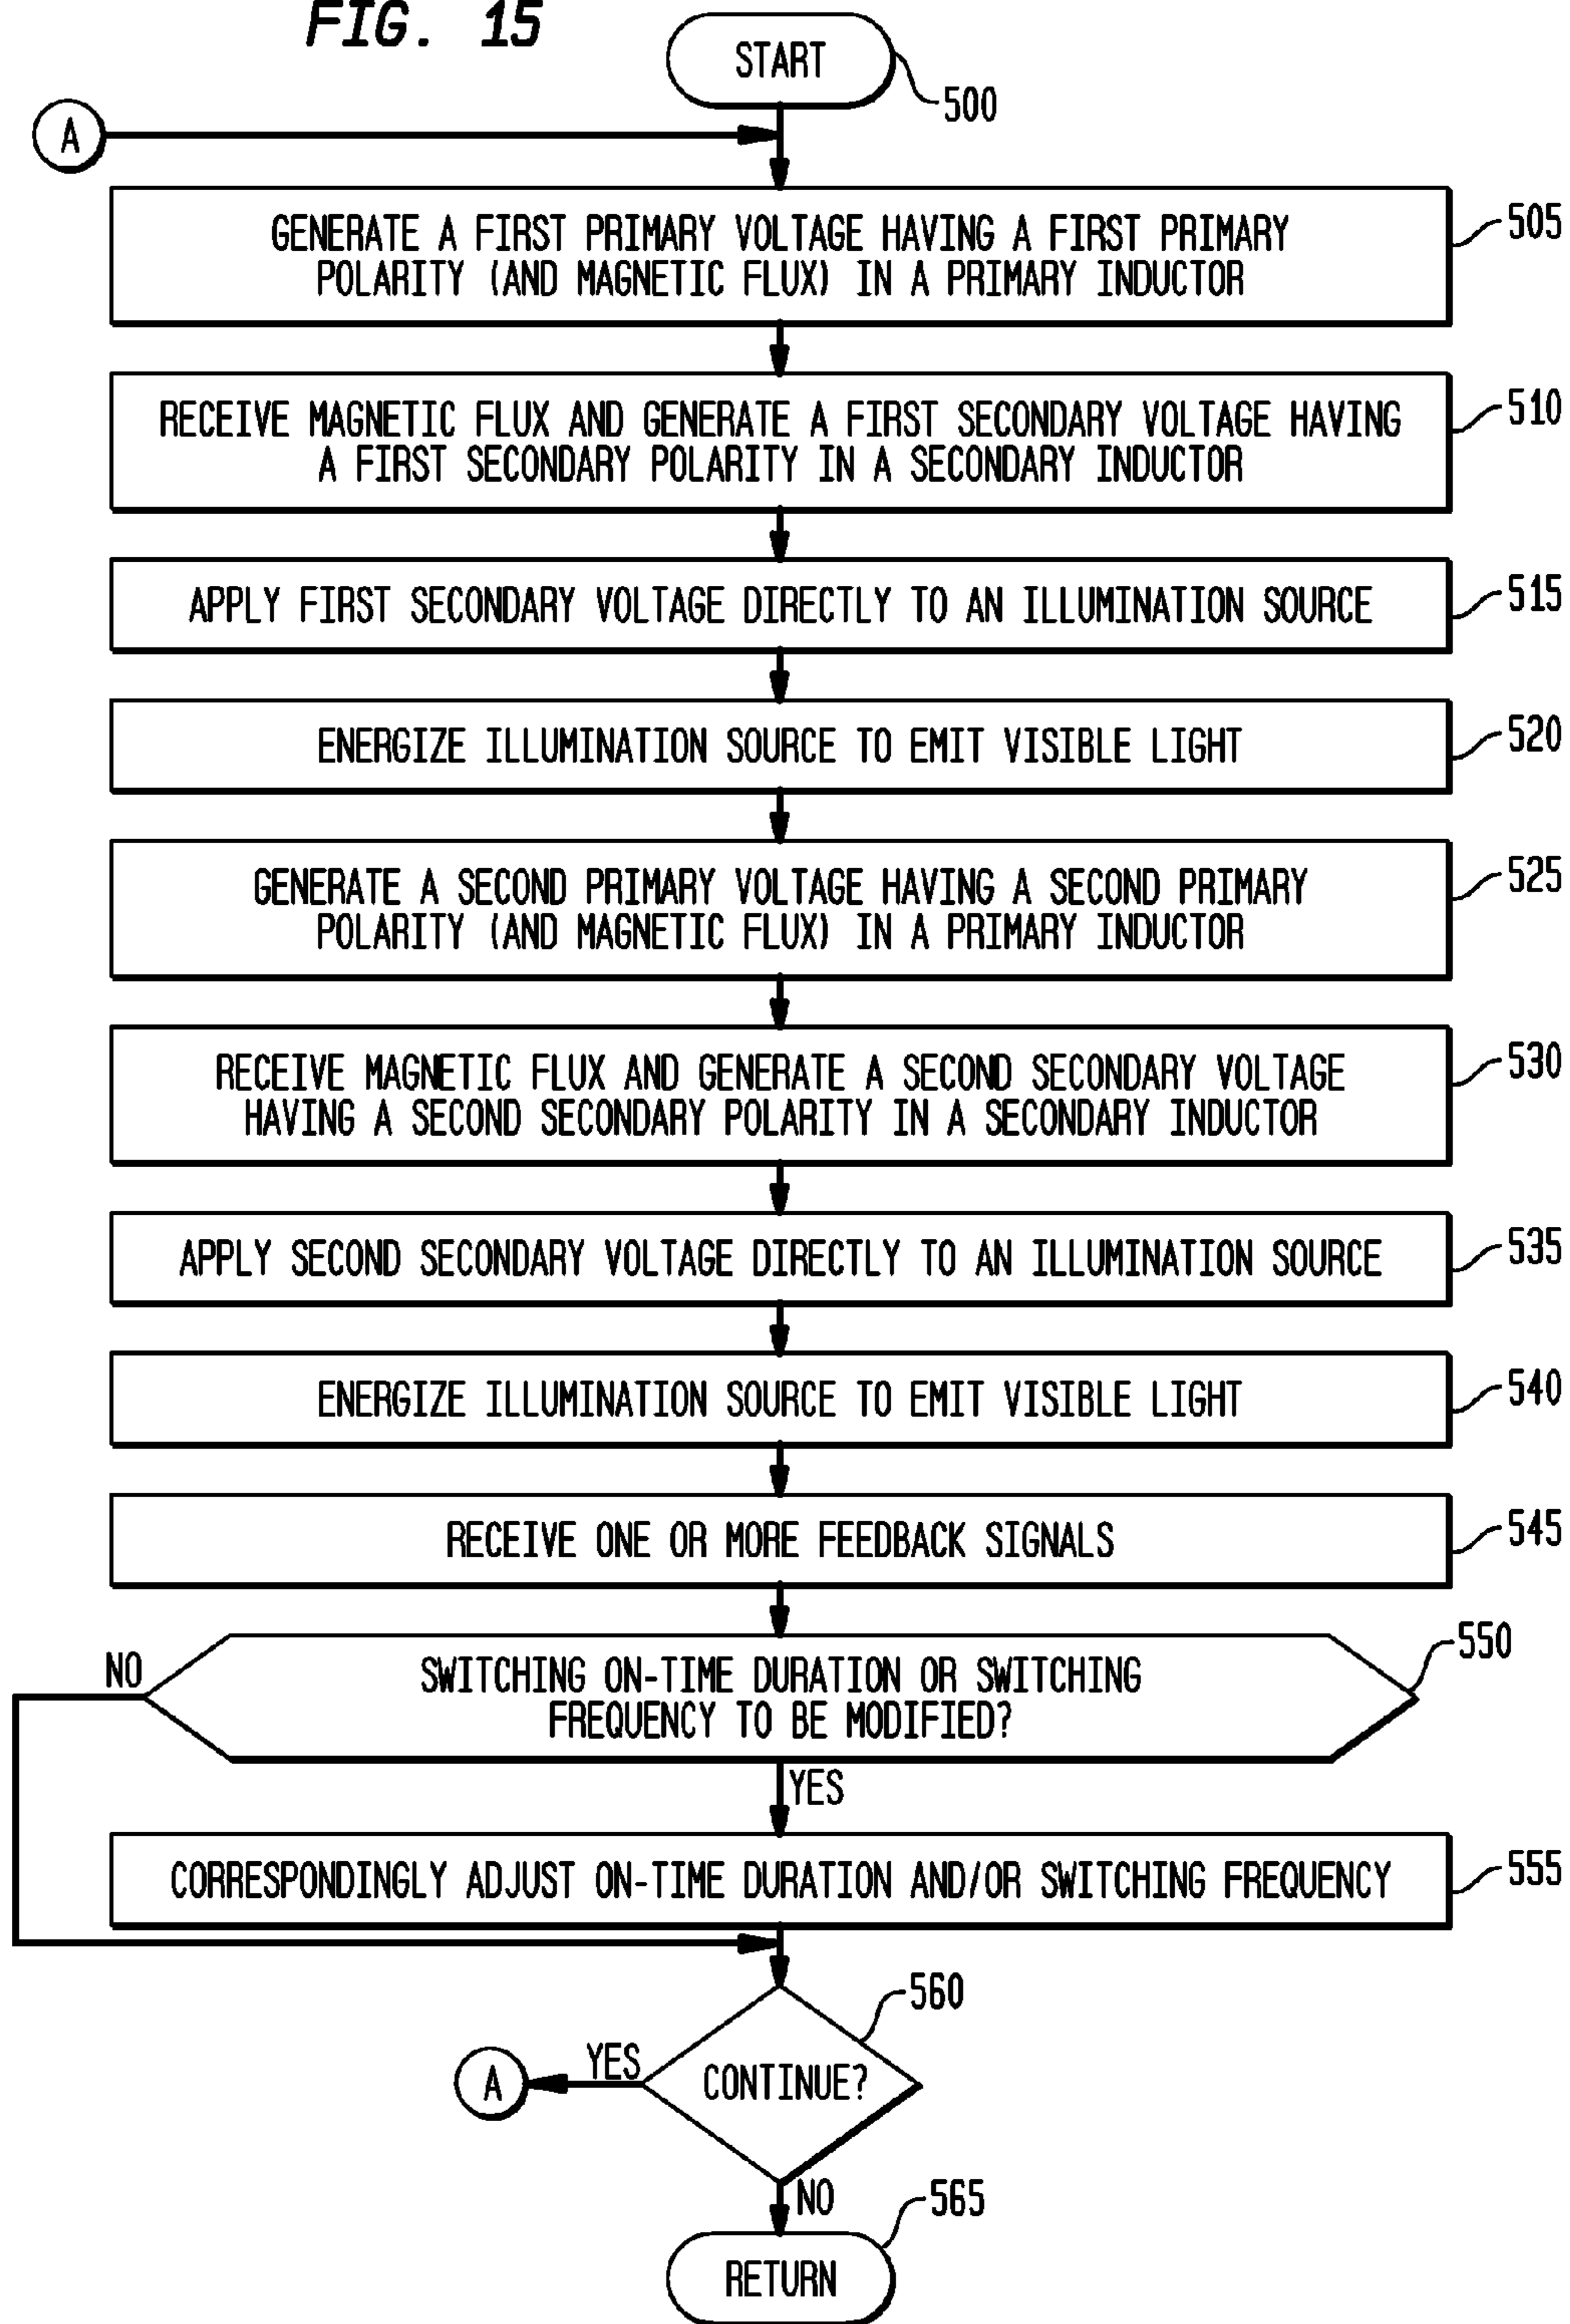 FIG. 15
START
500
A
GENERATE A FIRST PRIMARY VOLTAGE HAVING A FIRST PRIMARY
POLARITY (AND MAGNETIC FLUX) IN A PRIMARY INDUCTOR
505
RECEIVE MAGNETIC FLUX AND GENERATE A FIRST SECONDARY VOLTAGE HAVING
A FIRST SECONDARY POLARITY IN A SECONDARY INDUCTOR
510
APPLY FIRST SECONDARY VOLTAGE DIRECTLY TO AN ILLUMINATION SOURCE
515
ENERGIZE ILLUMINATION SOURCE TO EMIT VISIBLE LIGHT
520
GENERATE A SECOND PRIMARY VOLTAGE HAVING A SECOND PRIMARY
POLARITY (AND MAGNETIC FLUX) IN A PRIMARY INDUCTOR
525
RECEIVE MAGNETIC FLUX AND GENERATE A SECOND SECONDARY VOLTAGE
HAVING A SECOND SECONDARY POLARITY IN A SECONDARY INDUCTOR
530
APPLY SECOND SECONDARY VOLTAGE DIRECTLY TO AN ILLUMINATION SOURCE
535
ENERGIZE ILLUMINATION SOURCE TO EMIT VISIBLE LIGHT
540
RECEIVE ONE OR MORE FEEDBACK SIGNALS
545
NO
SWITCHING ON-TIME DURATION OR SWITCHING
FREQUENCY TO BE MODIFIED?
550
YES
CORRESPONDINGLY ADJUST ON-TIME DURATION AND/OR SWITCHING FREQUENCY
555
560
A
YES
CONTINUE?
NO
565
RETURN